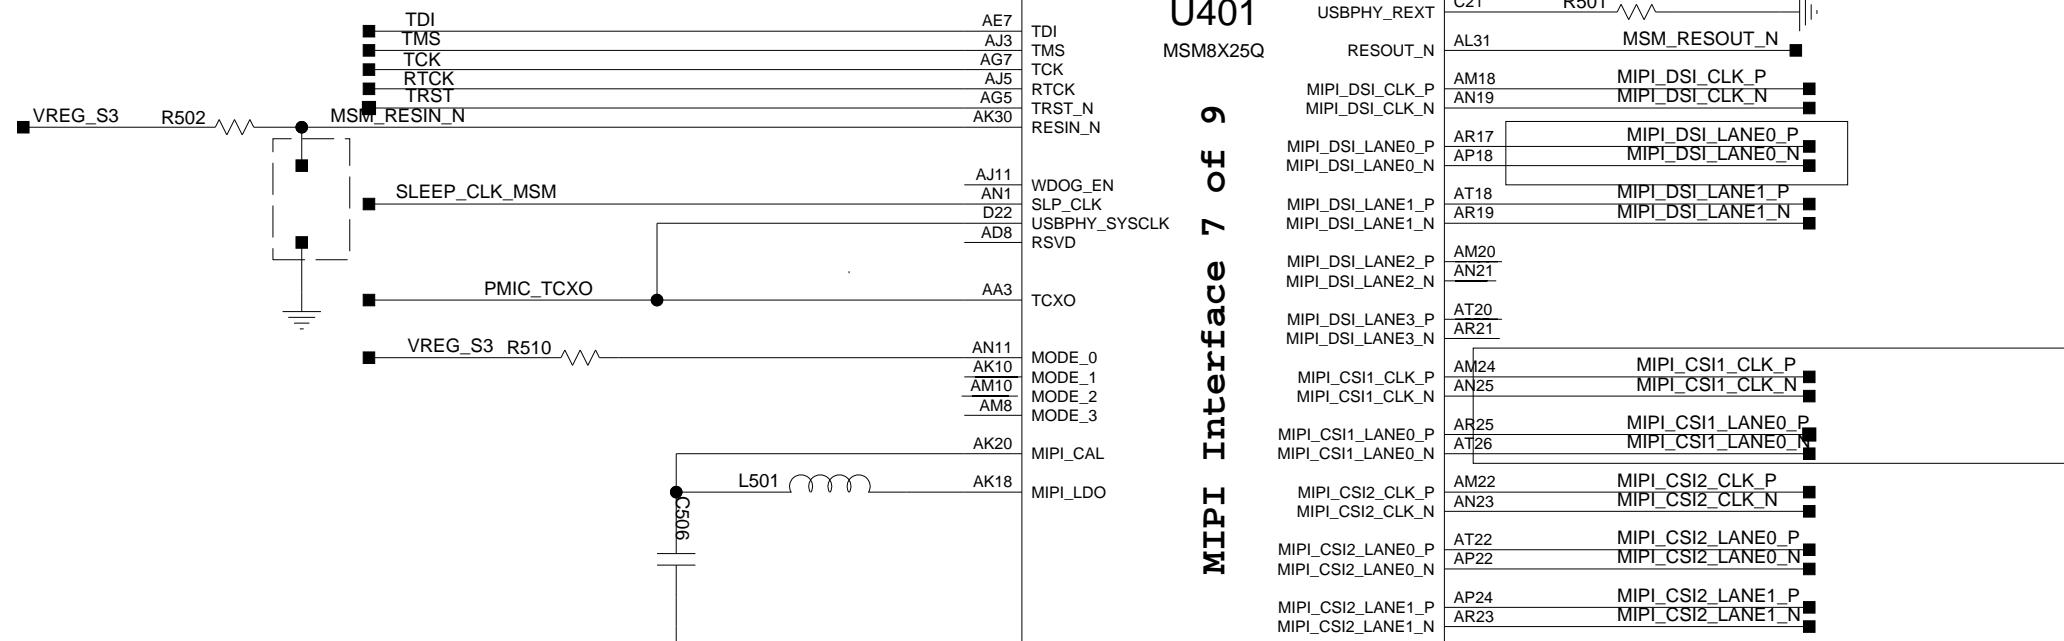 TDI
AE7
TDI
TMS
AJ3
TMS
TCK
AG7
TCK
RTCK
AJ5
RTCK
TRST
AG5
TRST_N
VREG_S3
R502
MSM_RESIN_N
AK30
RESIN_N
AJ11
WDOG_EN
SLEEP_CLK_MSM
AN1
SLP_CLK
D22
USBPHY_SYSCLK
AD8
RSVD
PMIC_TCXO
AA3
TCXO
VREG_S3
R510
AN11
MODE_0
AK10
MODE_1
AM10
MODE_2
AM8
MODE_3
AK20
MIPI_CAL
L501
AK18
MIPI_LDO
C506
U401
MSM8X25Q
MIPI Interface 7 of 9
USBPHY_REXT
C21
R501
RESOUT_N
AL31
MSM_RESOUT_N
MIPI_DSI_CLK_P
AM18
MIPI_DSI_CLK_P
MIPI_DSI_CLK_N
AN19
MIPI_DSI_CLK_N
MIPI_DSI_LANE0_P
AR17
MIPI_DSI_LANE0_P
MIPI_DSI_LANE0_N
AP18
MIPI_DSI_LANE0_N
MIPI_DSI_LANE1_P
AT18
MIPI_DSI_LANE1_P
MIPI_DSI_LANE1_N
AR19
MIPI_DSI_LANE1_N
MIPI_DSI_LANE2_P
AM20
MIPI_DSI_LANE2_N
AN21
MIPI_DSI_LANE3_P
AT20
MIPI_DSI_LANE3_N
AR21
MIPI_CSI1_CLK_P
AM24
MIPI_CSI1_CLK_P
MIPI_CSI1_CLK_N
AN25
MIPI_CSI1_CLK_N
MIPI_CSI1_LANE0_P
AR25
MIPI_CSI1_LANE0_P
MIPI_CSI1_LANE0_N
AT26
MIPI_CSI1_LANE0_N
MIPI_CSI2_CLK_P
AM22
MIPI_CSI2_CLK_P
MIPI_CSI2_CLK_N
AN23
MIPI_CSI2_CLK_N
MIPI_CSI2_LANE0_P
AT22
MIPI_CSI2_LANE0_P
MIPI_CSI2_LANE0_N
AP22
MIPI_CSI2_LANE0_N
MIPI_CSI2_LANE1_P
AP24
MIPI_CSI2_LANE1_P
MIPI_CSI2_LANE1_N
AR23
MIPI_CSI2_LANE1_N